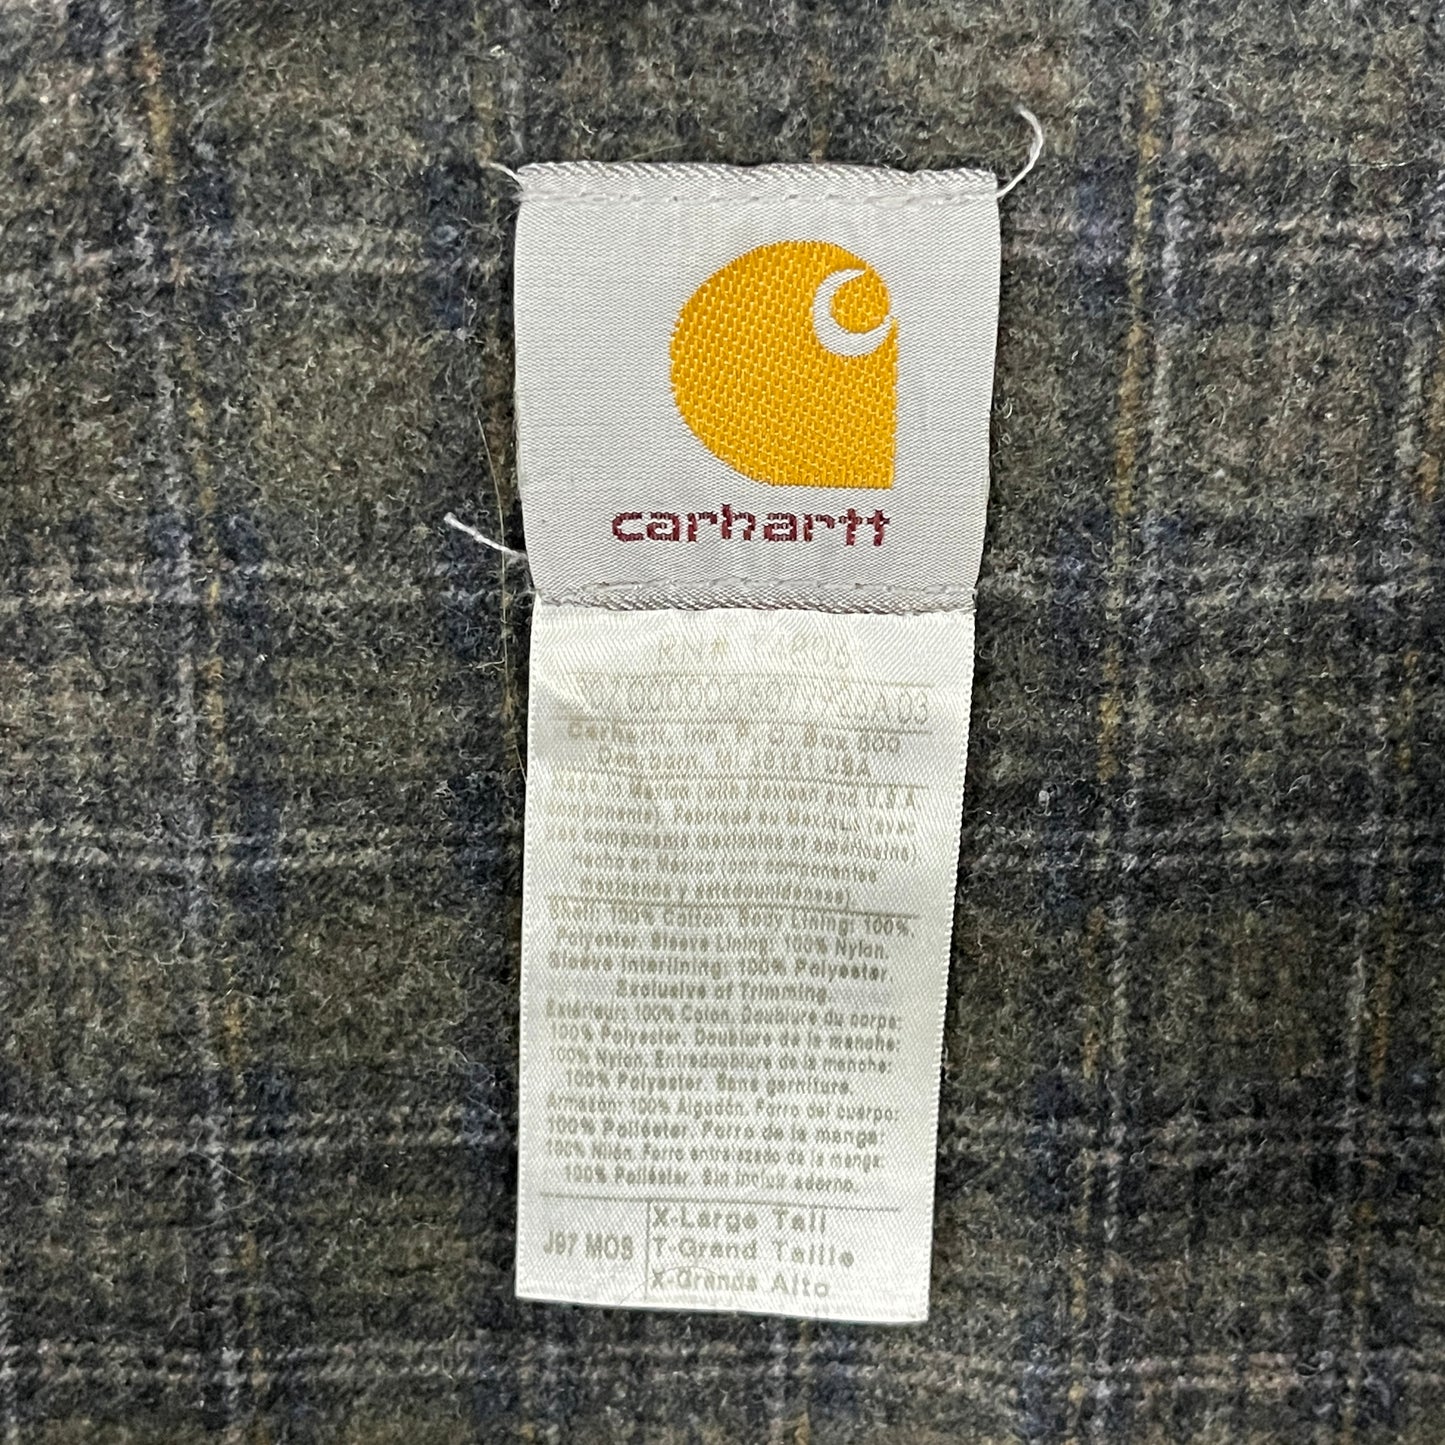 carhartt
RN#
Carhartt, Inc. P.O. Box 600
Dearborn, MI 48121 USA
Made in Mexico (with Mexican and U.S.A.
components). Fabriqué au Mexique (avec
des composants mexicains et américains).
Hecho en Mexico (con componentes
mexicanos y estadounidenses).
Shell: 100% Cotton. Body Lining: 100%
Polyester. Sleeve Lining: 100% Nylon.
Sleeve Interlining: 100% Polyester.
Exclusive of Trimming.
Extérieur: 100% Coton. Doublure du corps:
100% Polyester. Doublure de la manche:
100% Nylon. Entredoublure de la manche:
100% Polyester. Sans garniture.
Armason: 100% Algodón. Forro del cuerpo:
100% Poliéster. Forro de la manga:
100% Nilón. Forro entrelazado de la manga:
100% Poliéster. Sin incluir adorno.
J97 MOS
X-Large Tall
T-Grand Taille
X-Grande Alto